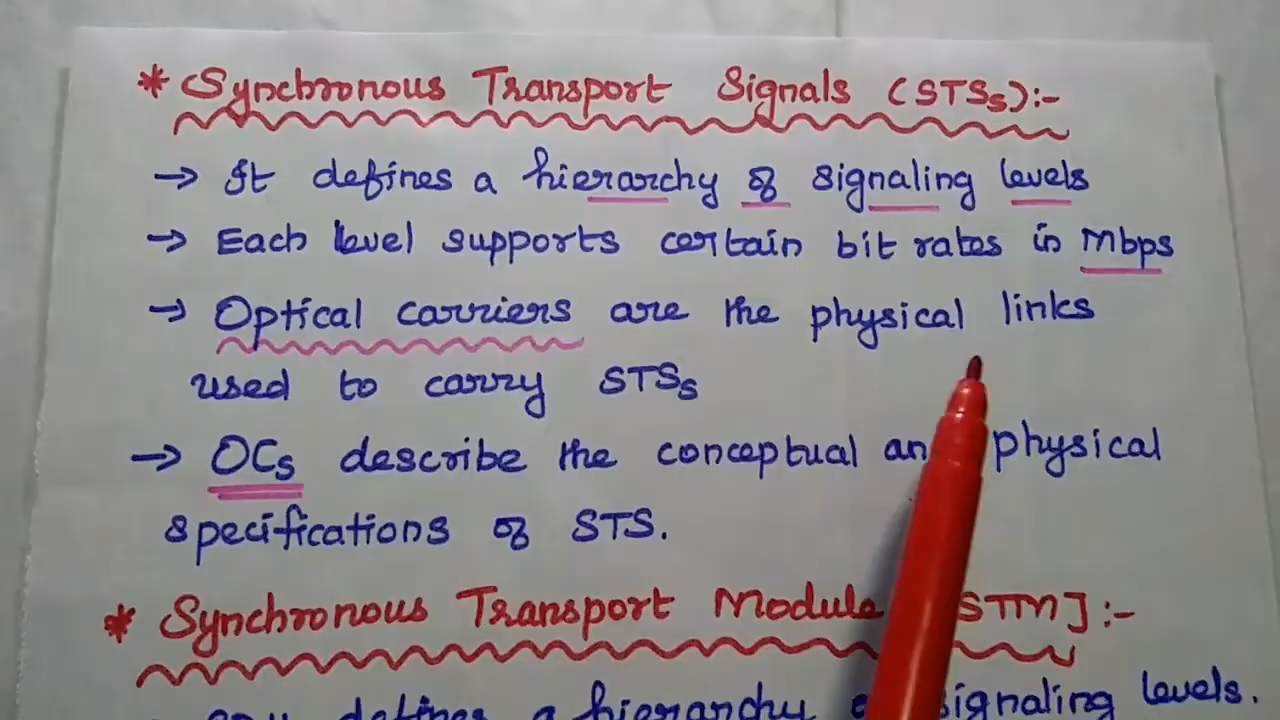 * Synchronous Transport Signals (STSs):-
→ It defines a hierarchy of signaling levels
→ Each level supports certain bit rates in Mbps
→ Optical carriers are the physical links
used to carry STSs
→ OCs describe the conceptual an physical
specifications of STS.
* Synchronous Transport Module STM]:-
defines a hierarchy signaling levels.